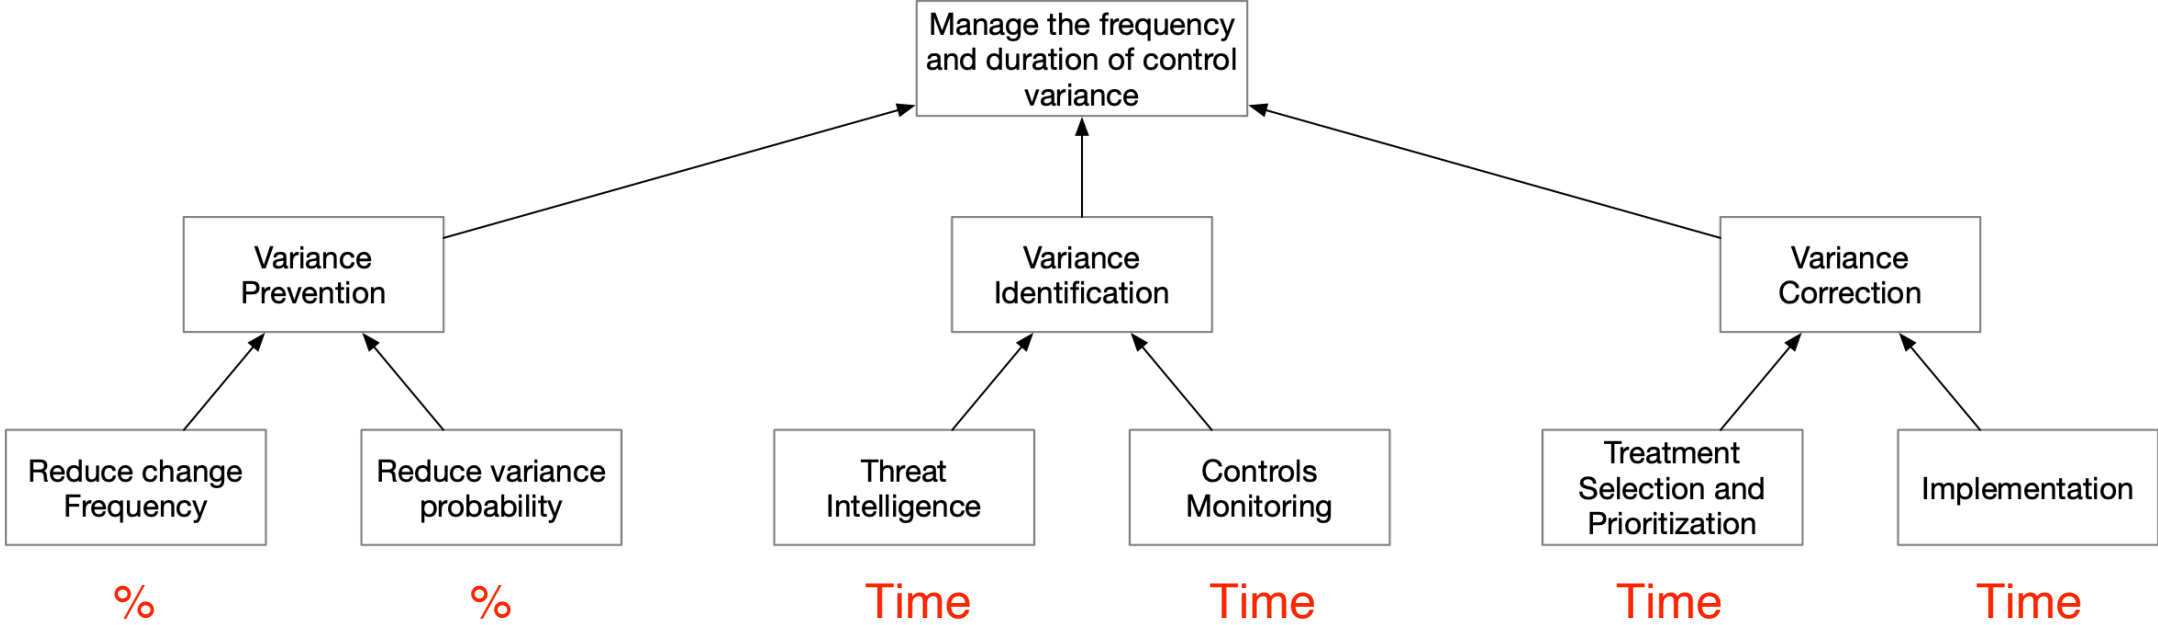 Manage the frequency
and duration of control
variance
Variance
Prevention
Variance
Identification
Variance
Correction
Reduce change
Frequency
Reduce variance
probability
Threat
Intelligence
Controls
Monitoring
Treatment
Selection and
Prioritization
Implementation
%
%
Time
Time
Time
Time